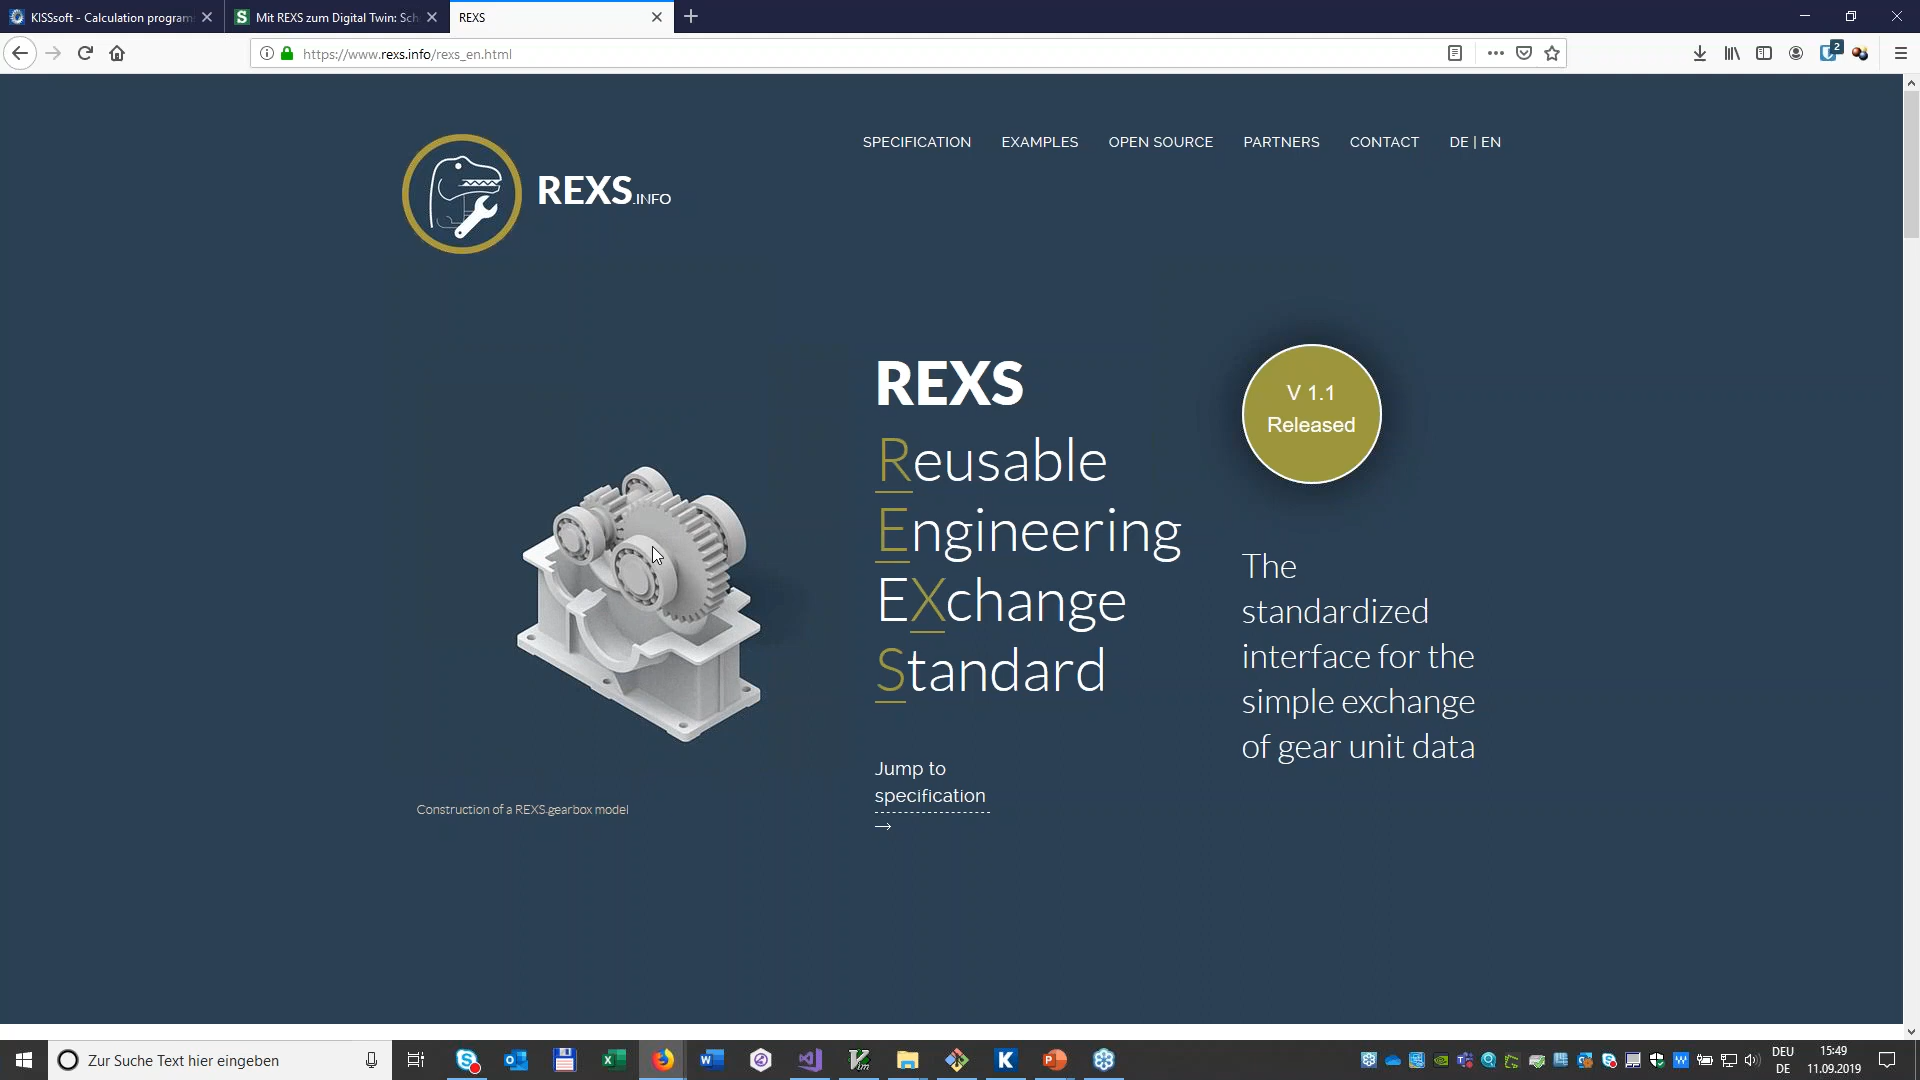 KISSsoft - Calculation program
Mit REXS zum Digital Twin: Sch
REXS
https://www.rexs.info/rexs_en.html
2
SPECIFICATION
EXAMPLES
OPEN SOURCE
PARTNERS
CONTACT
DE | EN
REXS.INFO
REXS
Reusable
Engineering
EXchange
Standard
V 1.1
Released
The
standardized
interface for the
simple exchange
of gear unit data
Jump to
specification
→
Construction of a REXS-gearbox model
Zur Suche Text hier eingeben
DEU
DE
15:49
11.09.2019